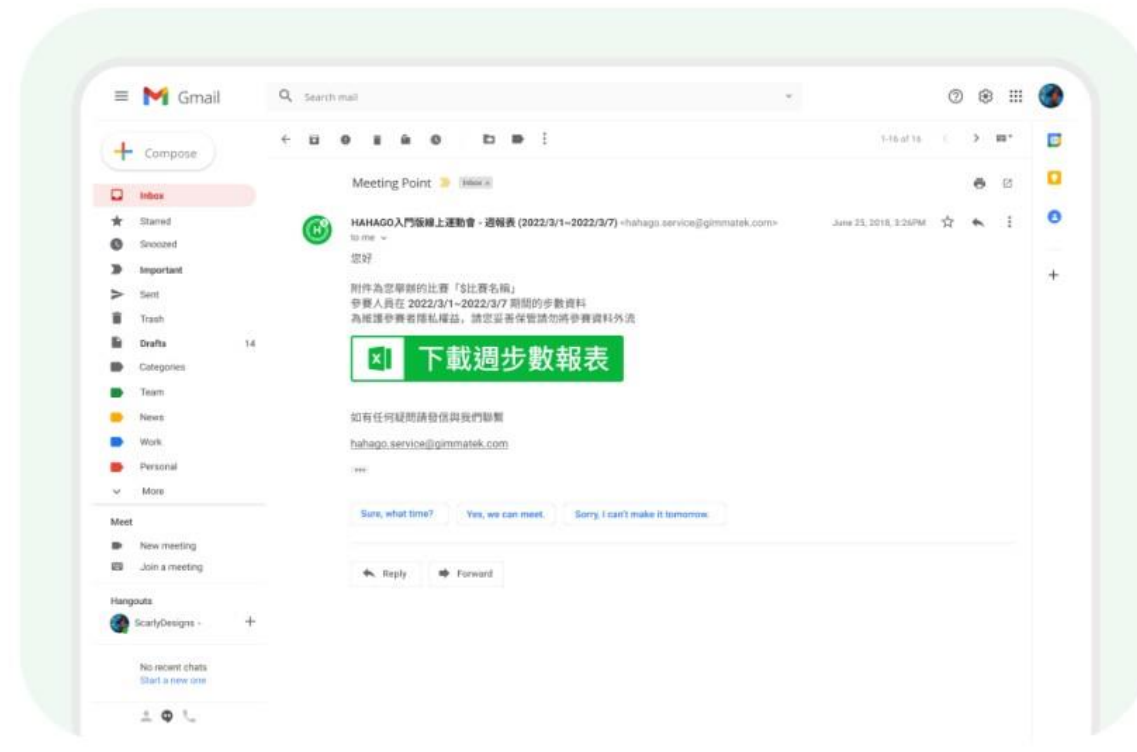 Gmail
Search mail
Compose
1-16 of 16
Inbox
Starred
Snoozed
Important
Sent
Trash
Drafts 14
Categories
Team
News
Work
Personal
More
Meet
New meeting
Join a meeting
Hangouts
ScarlyDesigns
No recent chats
Start a new one
Meeting Point
Inbox x
HAHAGO入門版線上運動會 - 週報表 (2022/3/1~2022/3/7) <hahago.service@gimmatek.com>
June 25, 2018, 3:26PM
to me
您好
附件為您舉辦的比賽「$比賽名稱」
參賽人員在 2022/3/1~2022/3/7 期間的步數資料
為維護參賽者隱私權益，請您妥善保管請勿將參賽資料外流
下載週步數報表
如有任何疑問請發信與我們聯繫
hahago.service@gimmatek.com
Sure, what time?
Yes, we can meet.
Sorry, I can't make it tomorrow.
Reply
Forward